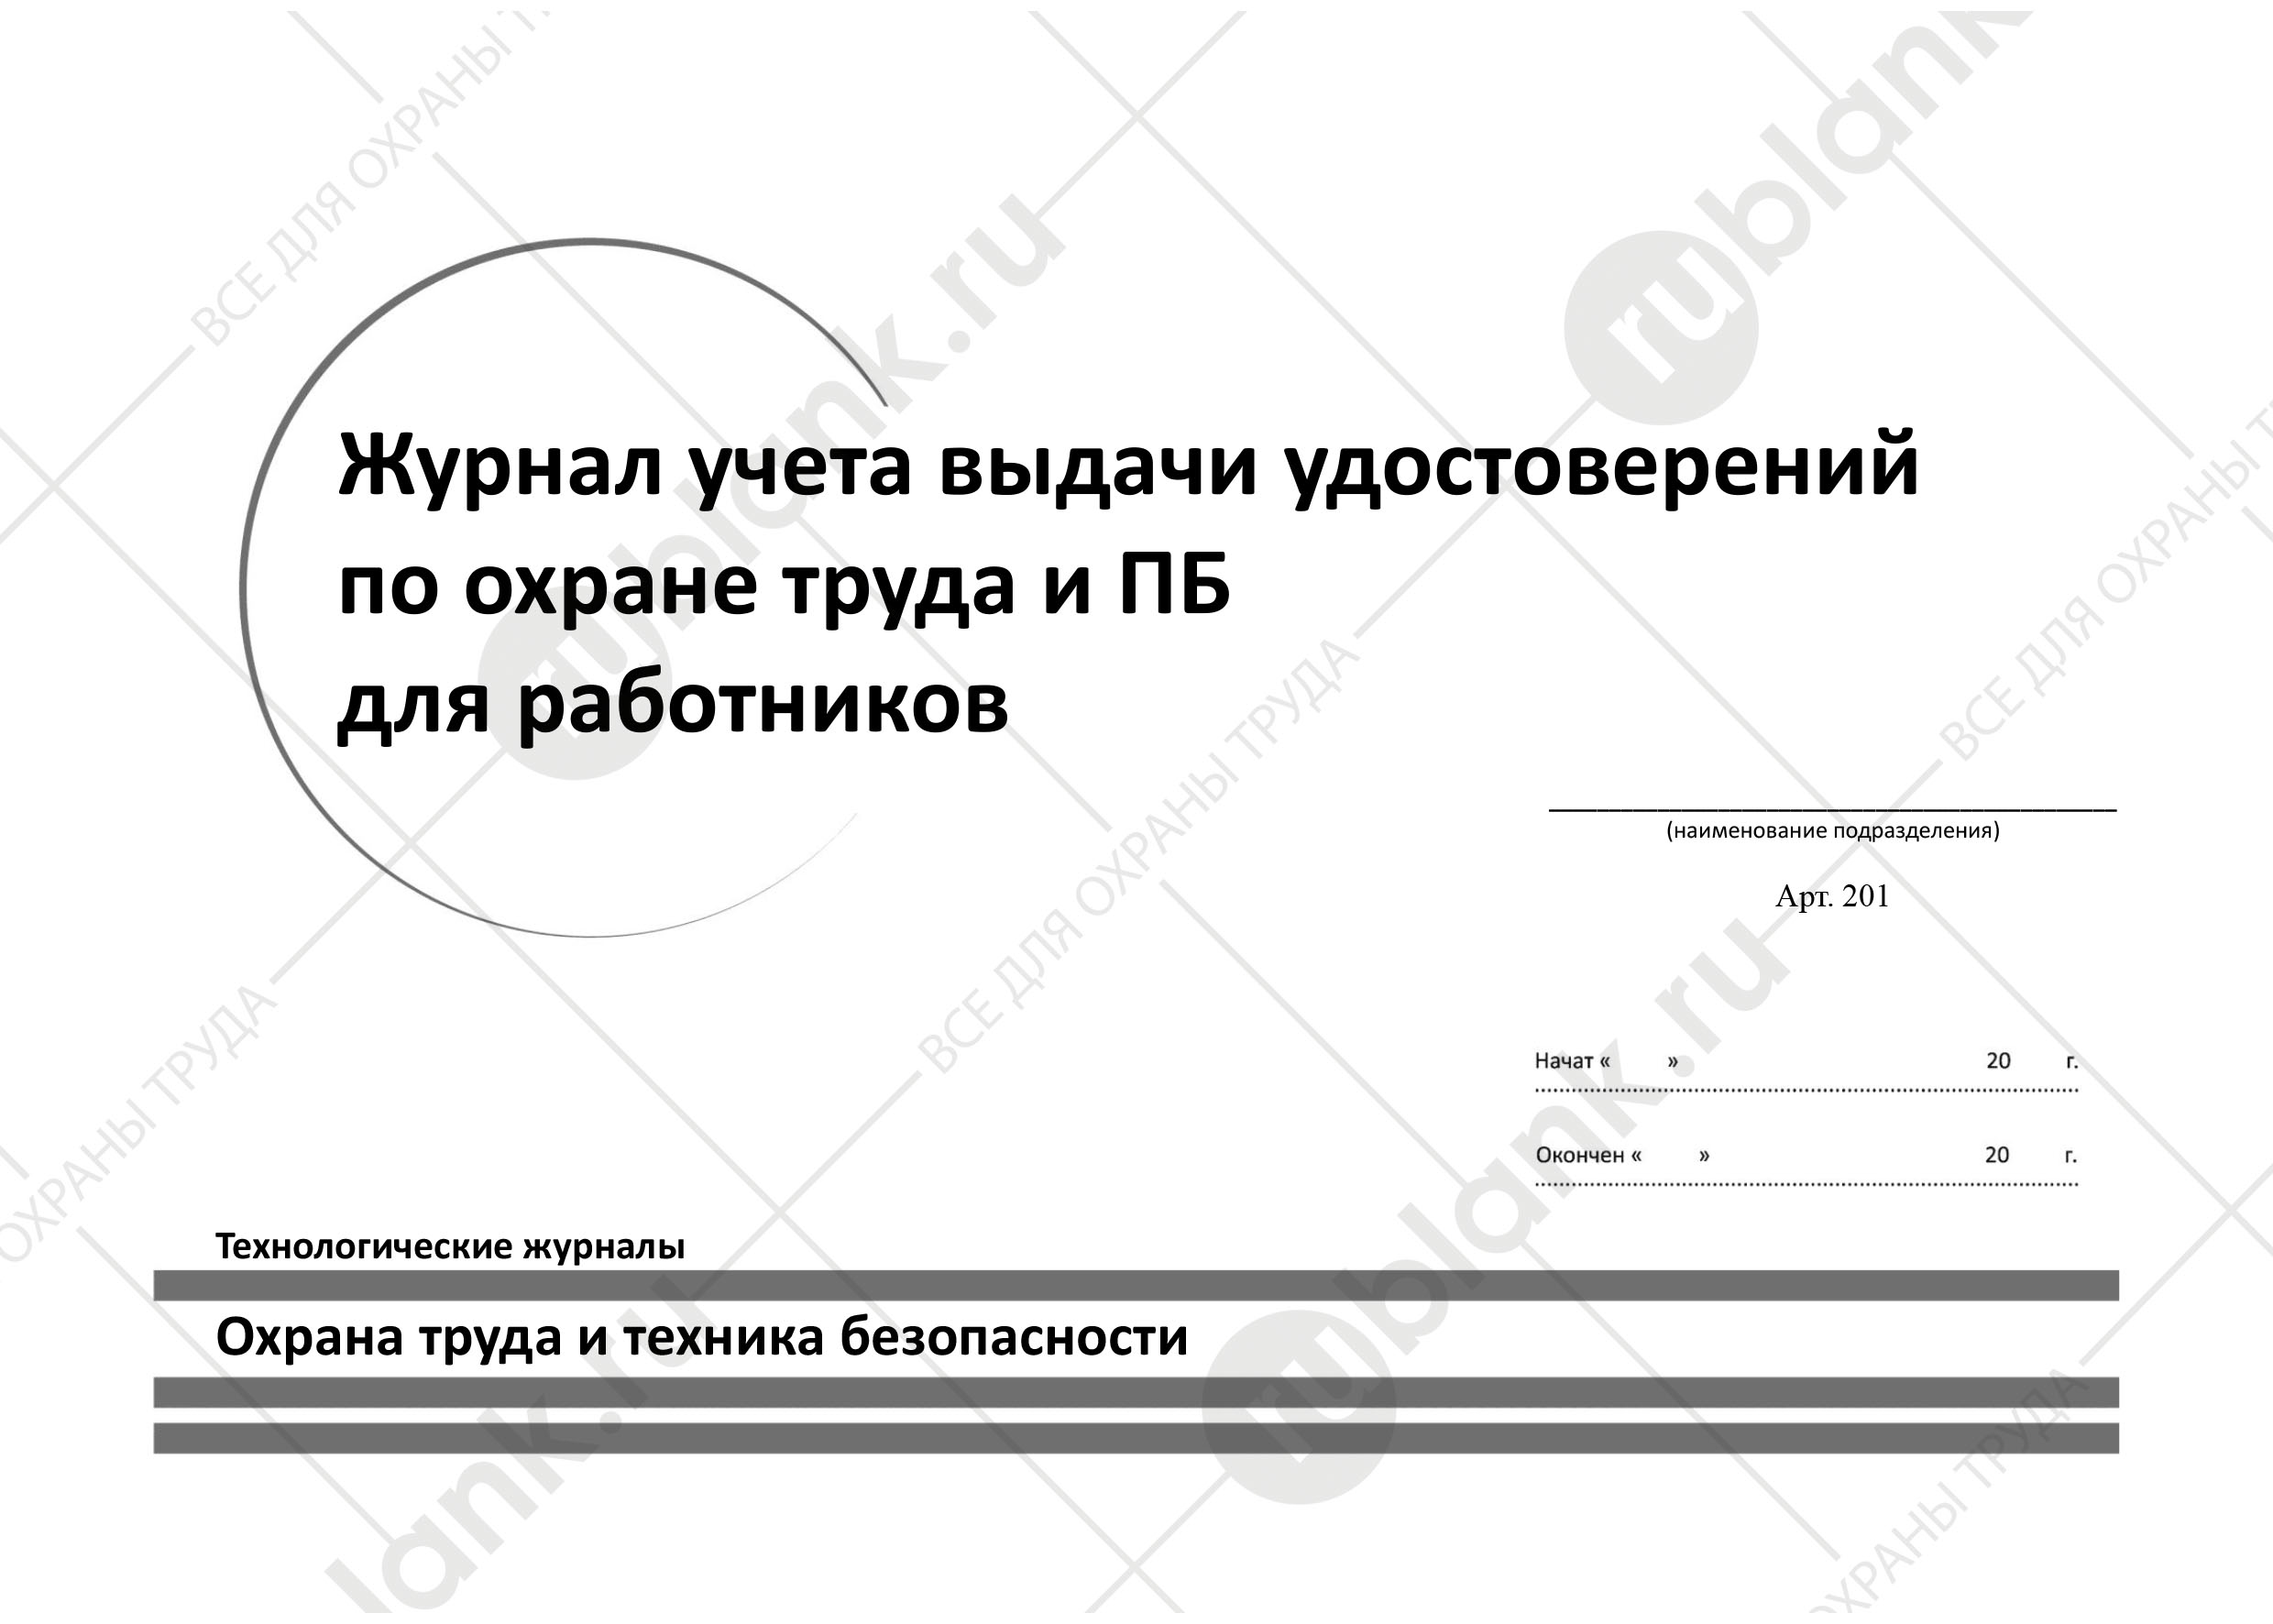 Журнал учета выдачи удостоверений
по охране труда и ПБ
для работников
(наименование подразделения)
Арт. 201
Начат « » 20 г.
Окончен « » 20 г.
Технологические журналы
Охрана труда и техника безопасности
rublank.ru
ВСЕ ДЛЯ ОХРАНЫ ТРУДА